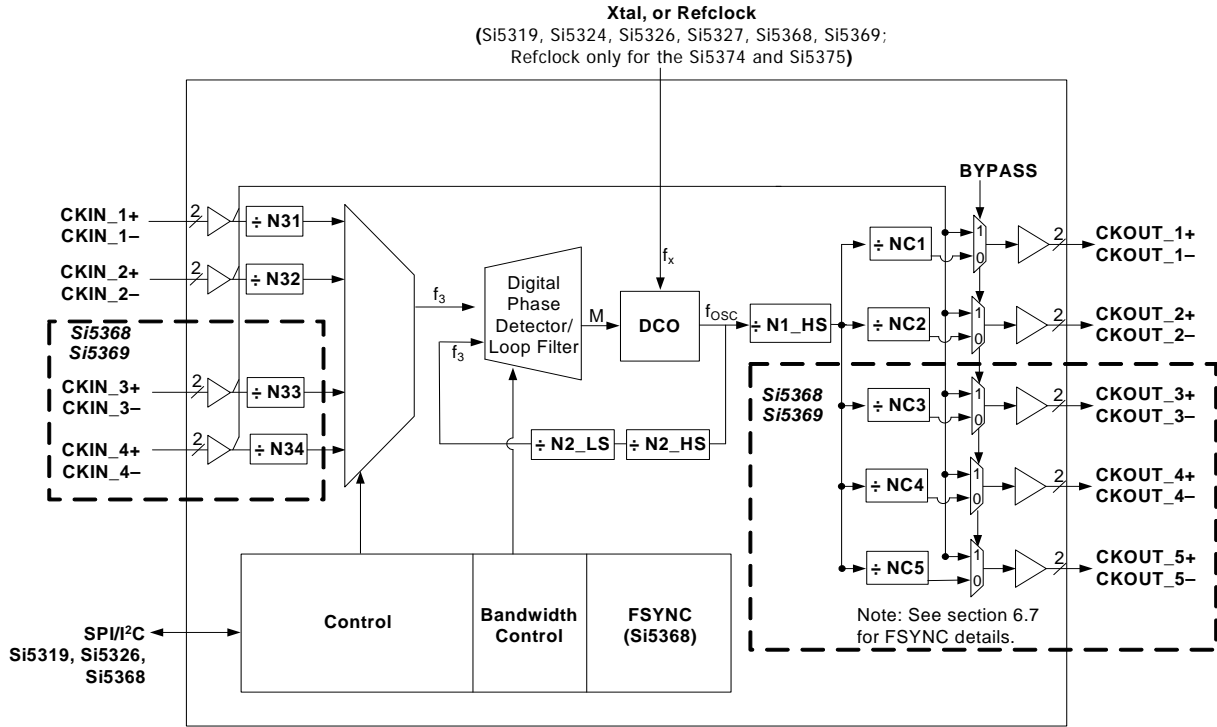 Xtal, or Refclock
(Si5319, Si5324, Si5326, Si5327, Si5368, Si5369;
Refclock only for the Si5374 and Si5375)
BYPASS
CKIN_1+
CKIN_1–
2
÷ N31
CKIN_2+
CKIN_2–
2
÷ N32
Si5368
Si5369
CKIN_3+
CKIN_3–
2
÷ N33
CKIN_4+
CKIN_4–
2
÷ N34
f3
f3
Digital
Phase
Detector/
Loop Filter
M
fx
DCO
fOSC
÷ N1_HS
÷ N2_LS
÷ N2_HS
÷ NC1
1
0
2
CKOUT_1+
CKOUT_1–
÷ NC2
1
0
2
CKOUT_2+
CKOUT_2–
Si5368
Si5369
÷ NC3
1
0
2
CKOUT_3+
CKOUT_3–
÷ NC4
1
0
2
CKOUT_4+
CKOUT_4–
÷ NC5
1
0
2
CKOUT_5+
CKOUT_5–
Note: See section 6.7
for FSYNC details.
Control
Bandwidth
Control
FSYNC
(Si5368)
SPI/I²C
Si5319, Si5326,
Si5368